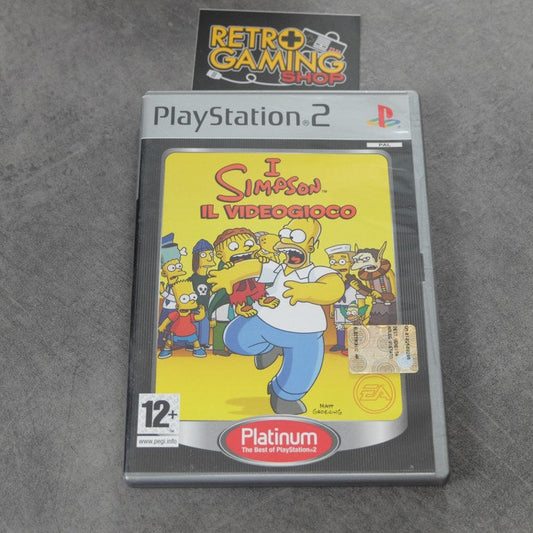 RETRO
GAMING
SHOP
PlayStation®2
PAL
I
SIMPSON™
IL VIDEOGIOCO
MATT
GROENING
EA
12+
www.pegi.info
Platinum
The Best of PlayStation®2